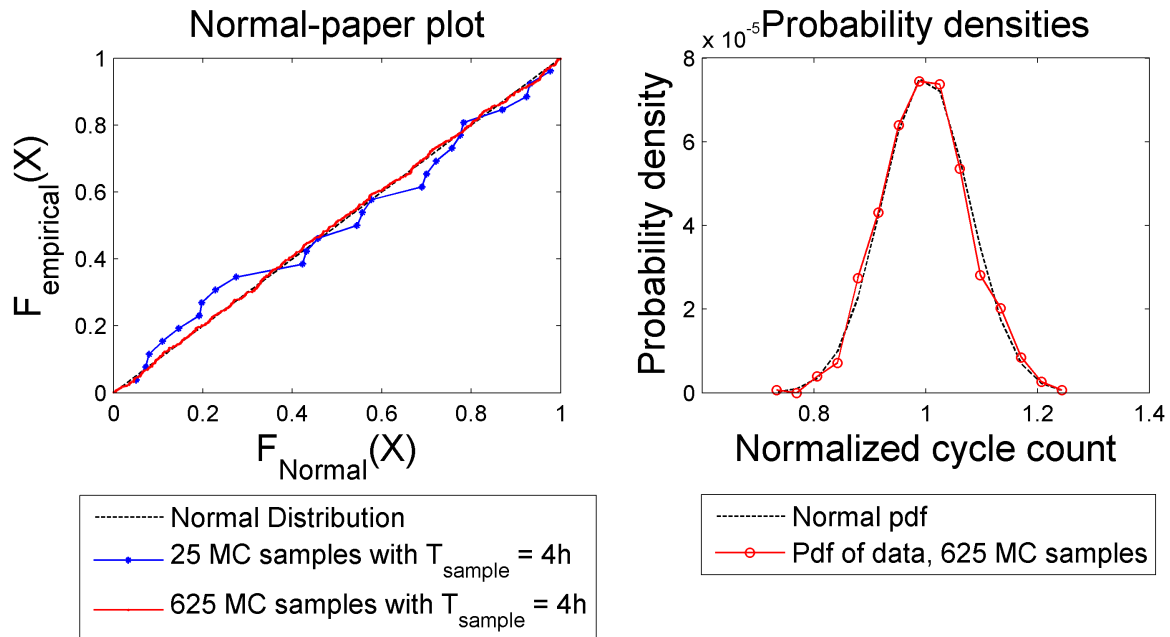 Normal-paper plot
1
0.8
0.6
0.4
0.2
0
0
0.2
0.4
0.6
0.8
1
F_empirical(X)
F_Normal(X)
Normal Distribution
25 MC samples with T_sample = 4h
625 MC samples with T_sample = 4h
x 10^-5
Probability densities
8
6
4
2
0
0.8
1
1.2
1.4
Probability density
Normalized cycle count
Normal pdf
Pdf of data, 625 MC samples